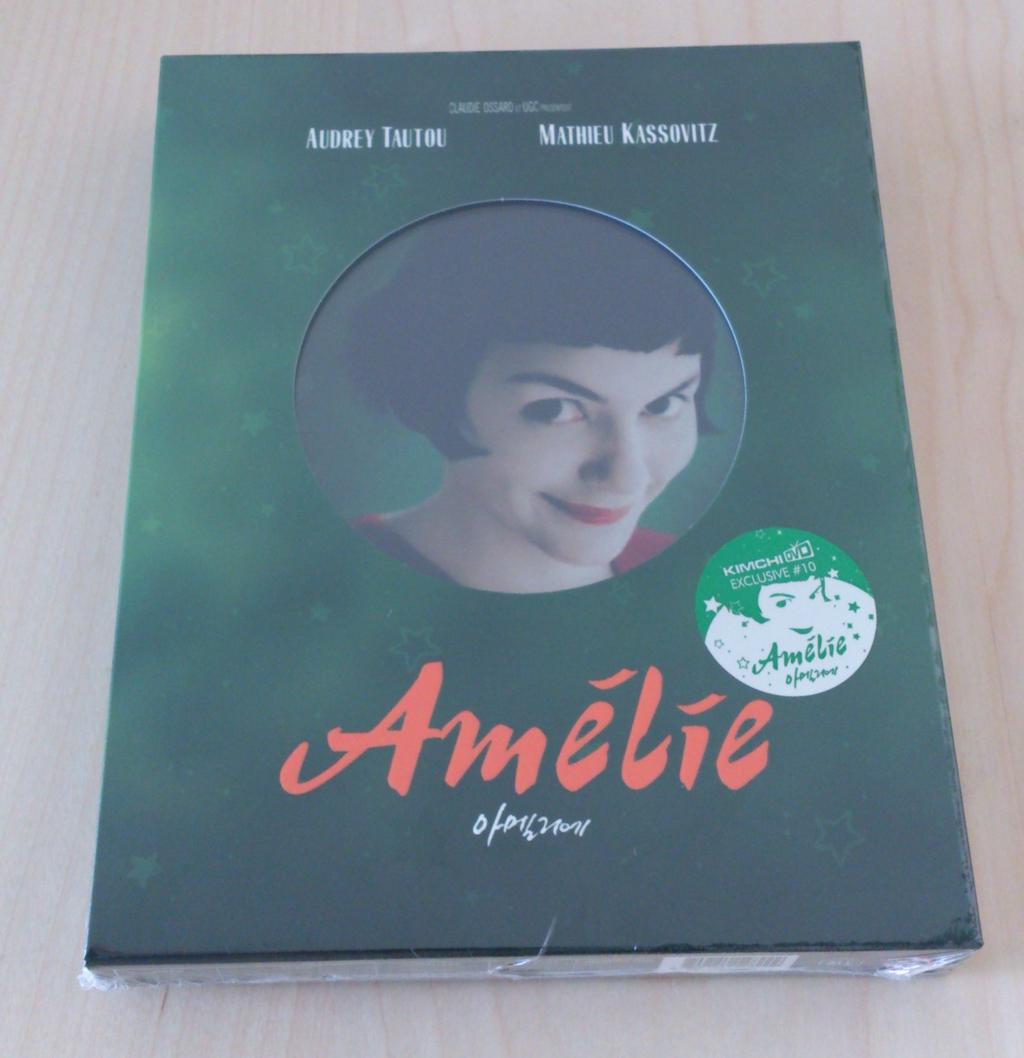 CLAUDIE OSSARD ET UGC PRESENTENT
AUDREY TAUTOU MATHIEU KASSOVITZ
KIMCHI DVD
EXCLUSIVE #10
Amélie
아멜리에
Amélie
아멜리에